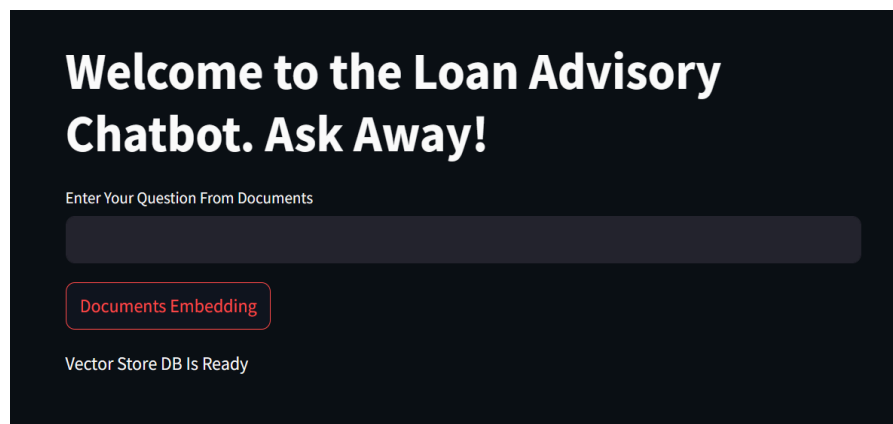 Welcome to the Loan Advisory
Chatbot. Ask Away!
Enter Your Question From Documents
Documents Embedding
Vector Store DB Is Ready